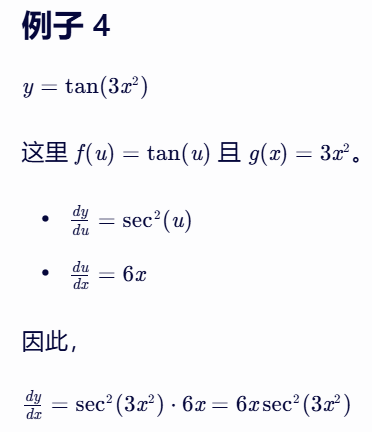 例子 4
y = tan(3x²)
这里 f(u) = tan(u) 且 g(x) = 3x²。
• dy/du = sec²(u)
• du/dx = 6x
因此，
dy/dx = sec²(3x²) · 6x = 6x sec²(3x²)